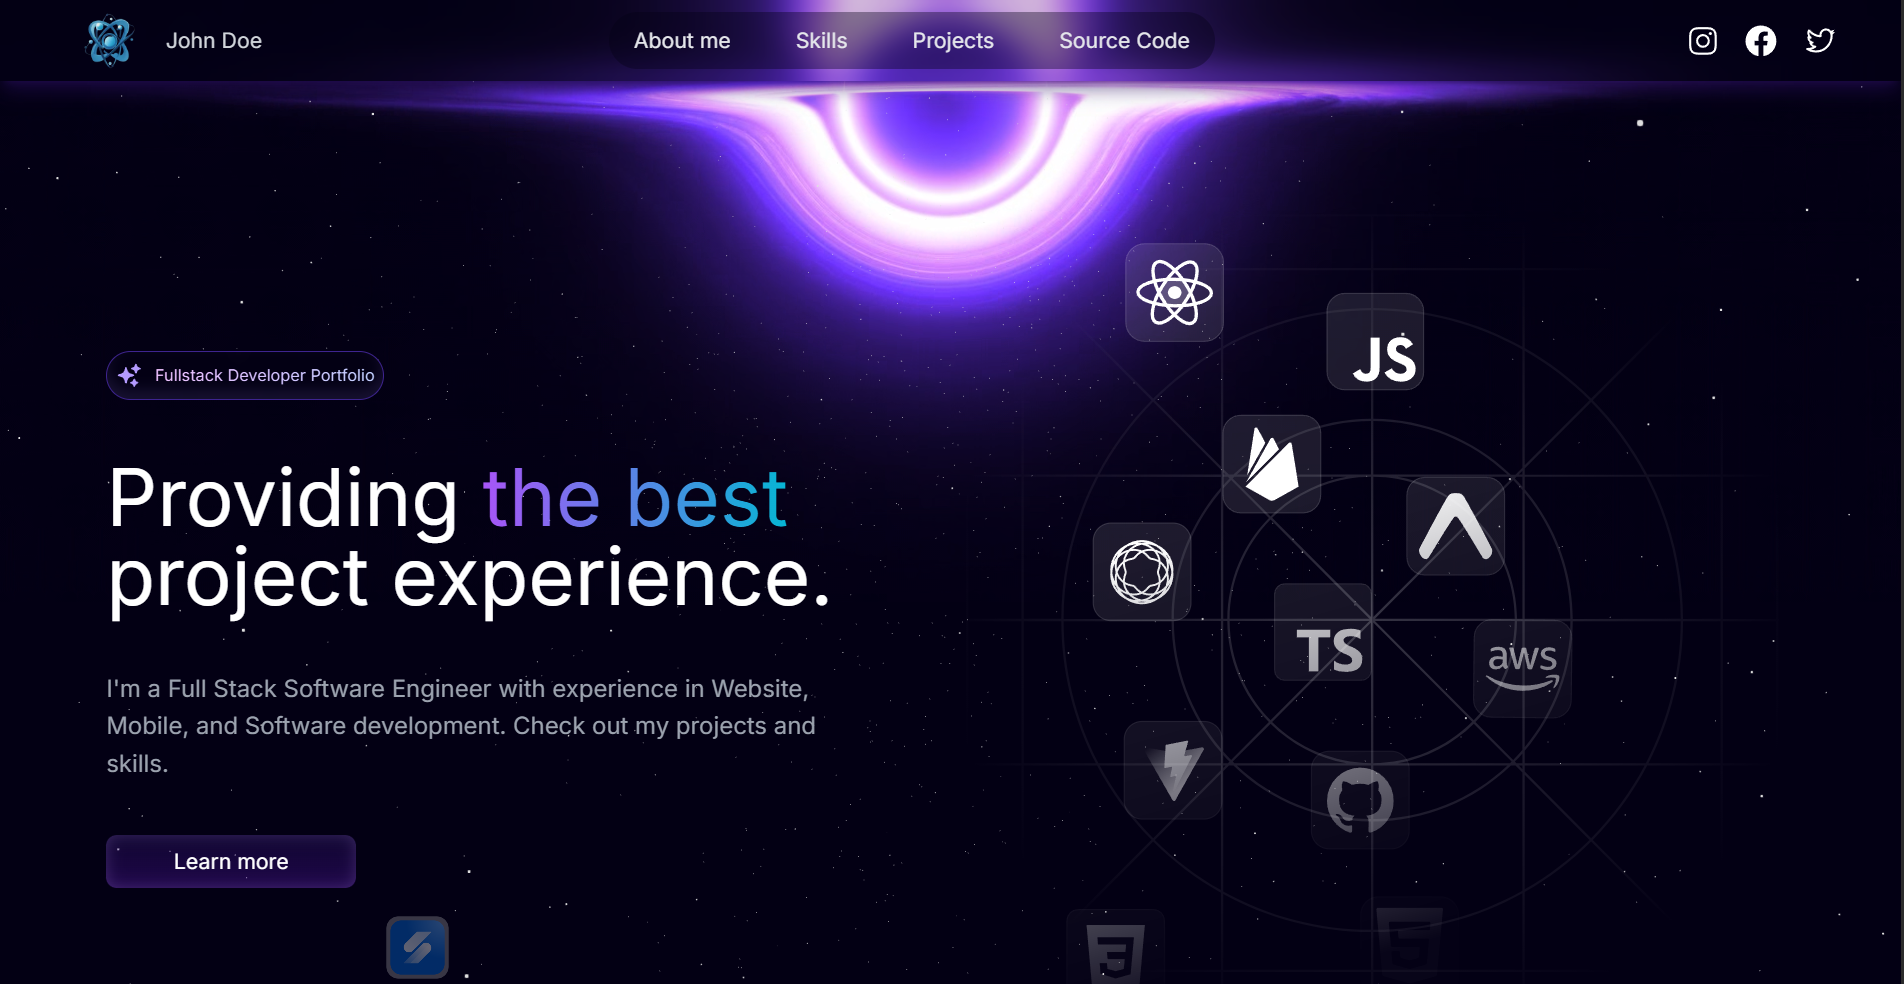 John Doe
About me
Skills
Projects
Source Code
Fullstack Developer Portfolio
Providing the best
project experience.
I'm a Full Stack Software Engineer with experience in Website,
Mobile, and Software development. Check out my projects and
skills.
Learn more
JS
TS
aws
3
5